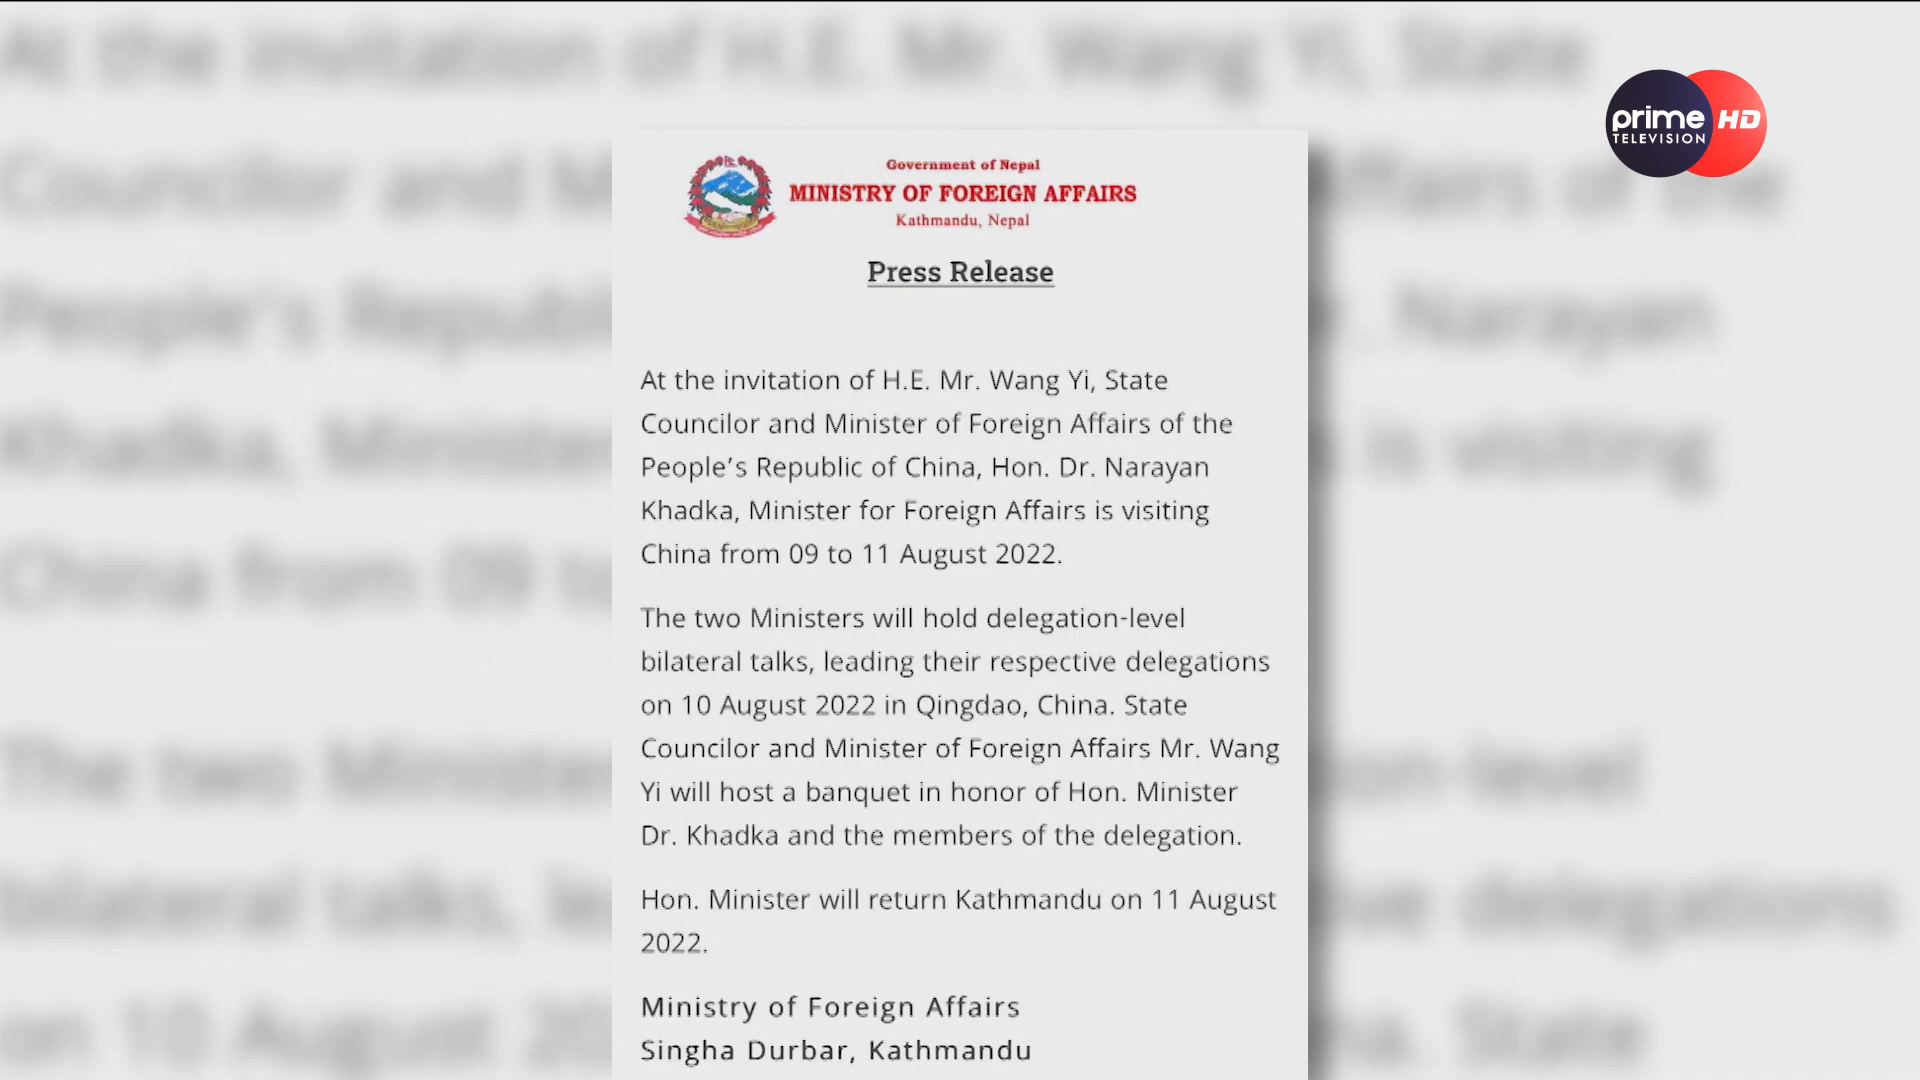 prime HD
TELEVISION
Government of Nepal
MINISTRY OF FOREIGN AFFAIRS
Kathmandu, Nepal
Press Release
At the invitation of H.E. Mr. Wang Yi, State
Councilor and Minister of Foreign Affairs of the
People's Republic of China, Hon. Dr. Narayan
Khadka, Minister for Foreign Affairs is visiting
China from 09 to 11 August 2022.
The two Ministers will hold delegation-level
bilateral talks, leading their respective delegations
on 10 August 2022 in Qingdao, China. State
Councilor and Minister of Foreign Affairs Mr. Wang
Yi will host a banquet in honor of Hon. Minister
Dr. Khadka and the members of the delegation.
Hon. Minister will return Kathmandu on 11 August
2022.
Ministry of Foreign Affairs
Singha Durbar, Kathmandu